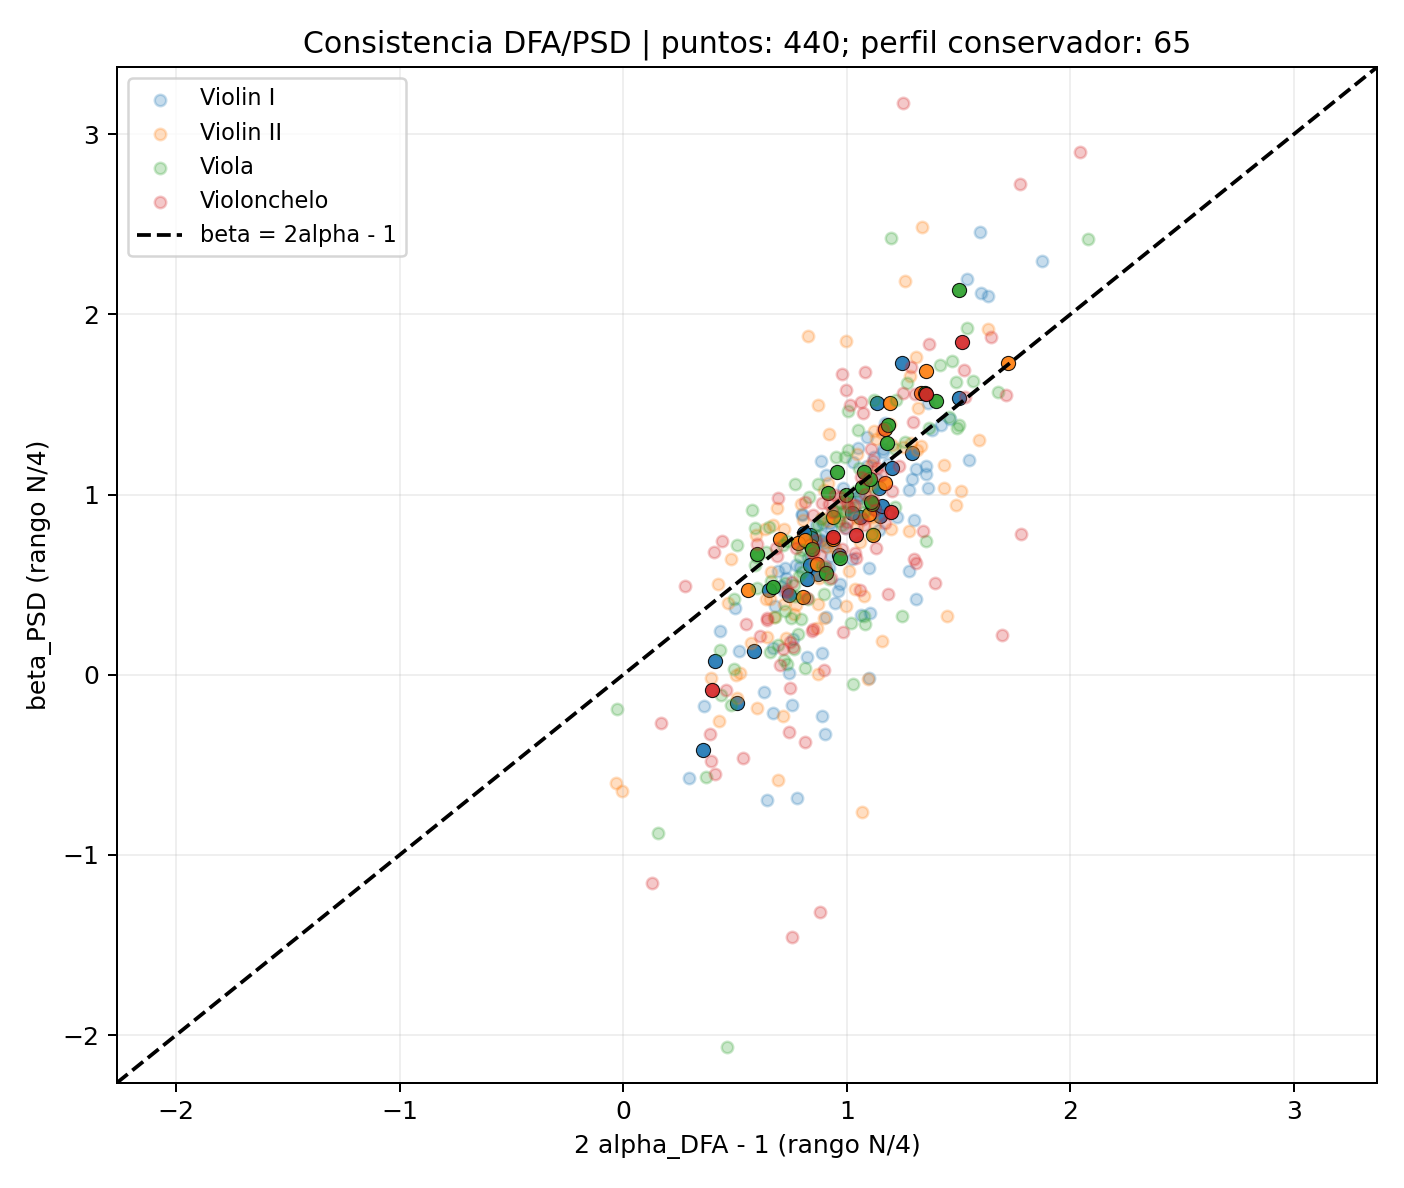 Consistencia DFA/PSD | puntos: 440; perfil conservador: 65
Violin I
Violin II
Viola
Violonchelo
beta = 2alpha - 1
beta_PSD (rango N/4)
3
2
1
0
−1
−2
−2
−1
0
1
2
3
2 alpha_DFA - 1 (rango N/4)